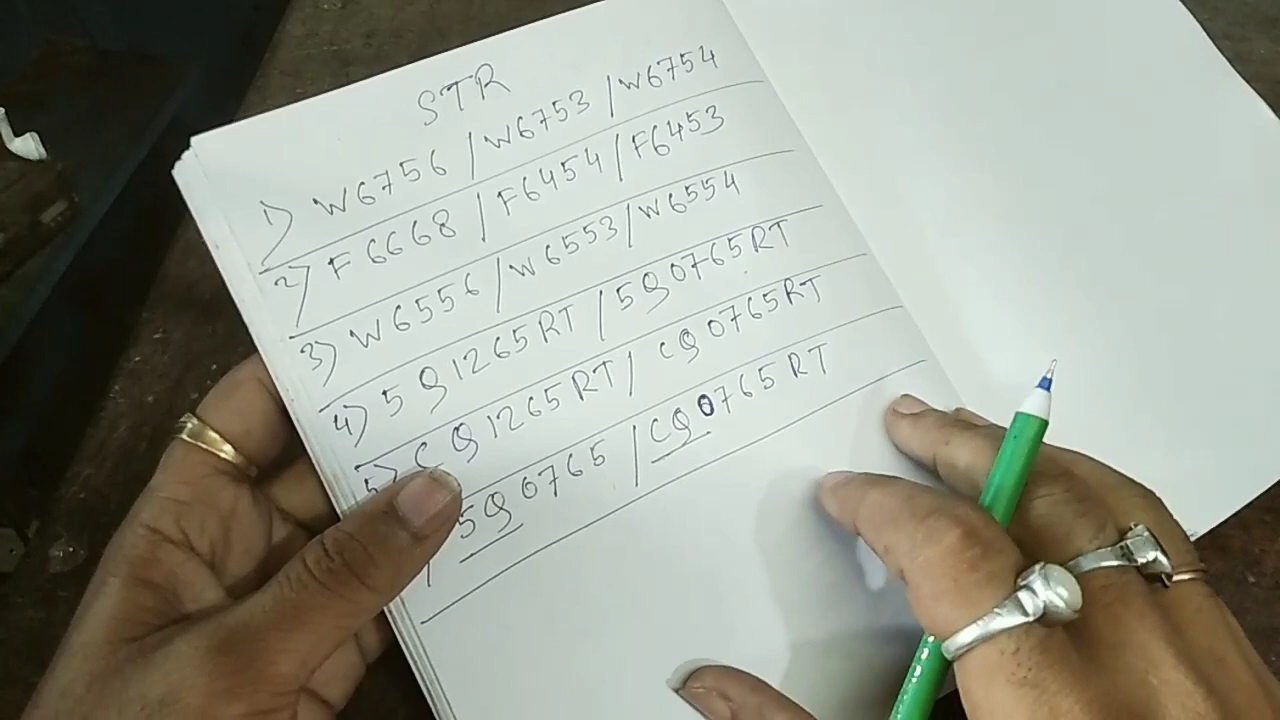 STR
1) W6756 / W6753 / W6754
2) F6668 / F6454 / F6453
3) W6556 / W6553 / W6554
4) 5Q1265RT / 5Q0765RT
5) CQ1265RT / CQ0765RT
5Q0765 / CQ0765RT